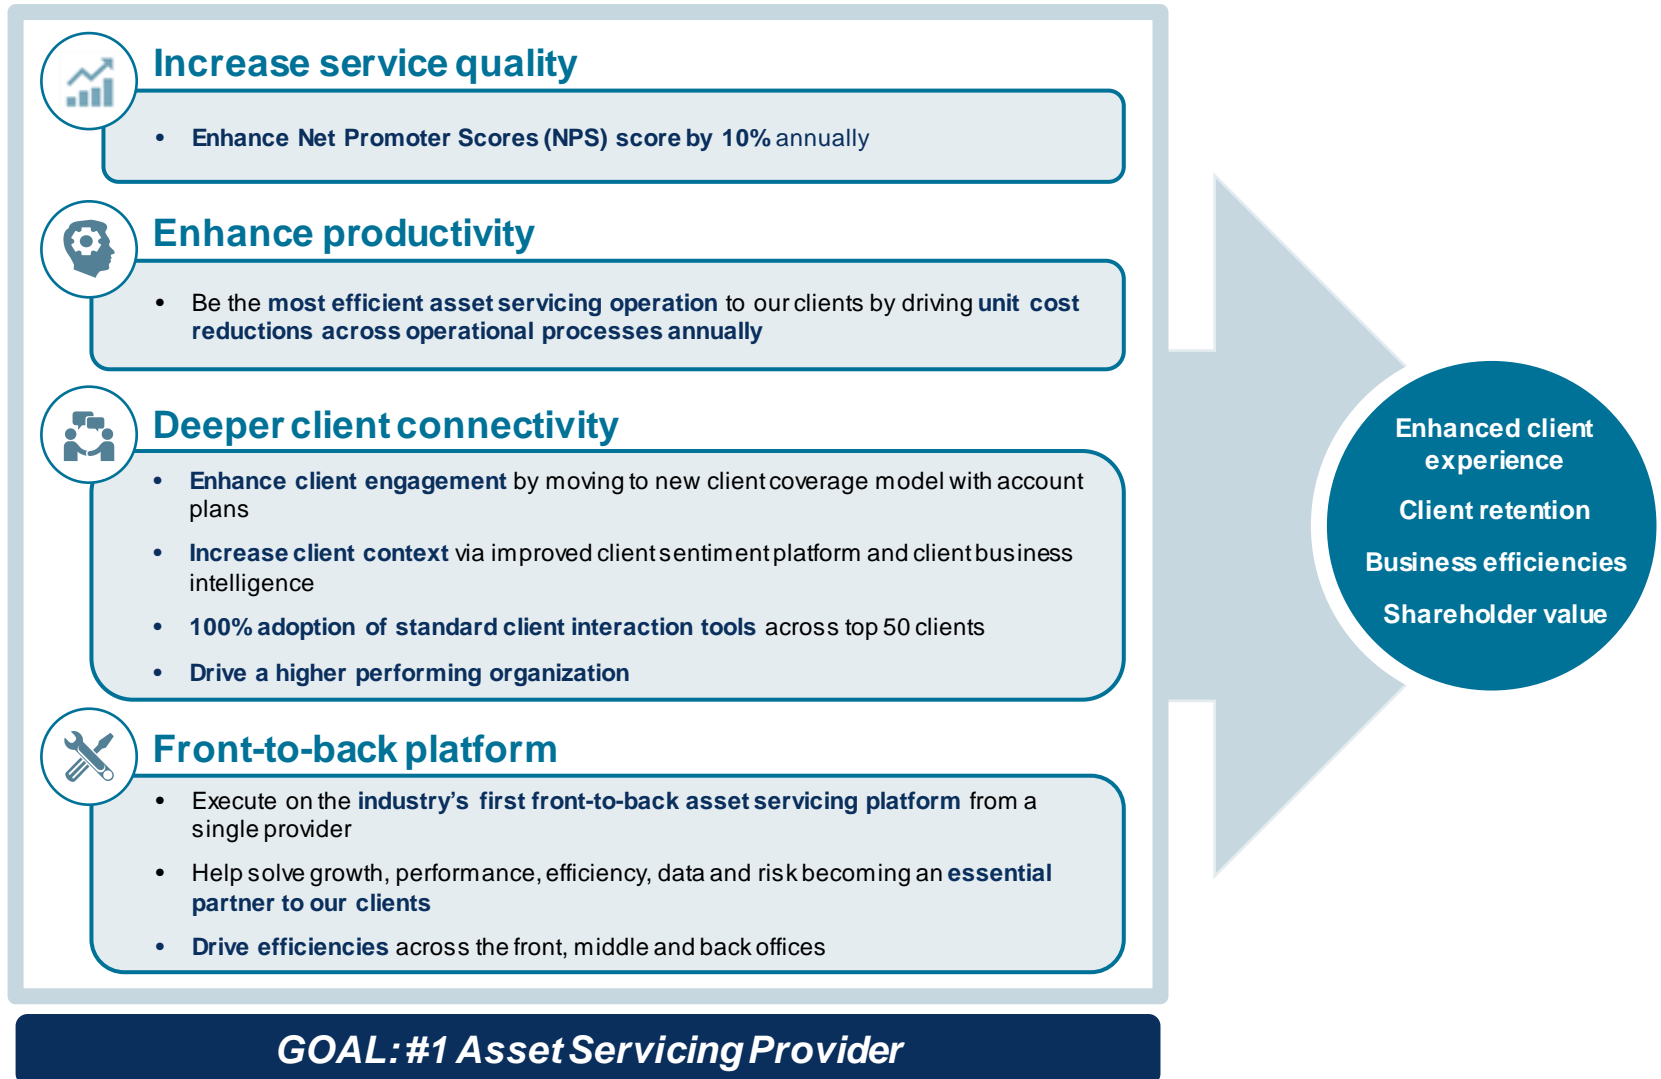 Increase service quality
• Enhance Net Promoter Scores (NPS) score by 10% annually
Enhance productivity
• Be the most efficient asset servicing operation to our clients by driving unit cost
reductions across operational processes annually
Deeper client connectivity
• Enhance client engagement by moving to new client coverage model with account
plans
• Increase client context via improved client sentiment platform and client business
intelligence
• 100% adoption of standard client interaction tools across top 50 clients
• Drive a higher performing organization
Front-to-back platform
• Execute on the industry’s first front-to-back asset servicing platform from a
single provider
• Help solve growth, performance, efficiency, data and risk becoming an essential
partner to our clients
• Drive efficiencies across the front, middle and back offices
GOAL: #1 Asset Servicing Provider
Enhanced client
experience
Client retention
Business efficiencies
Shareholder value